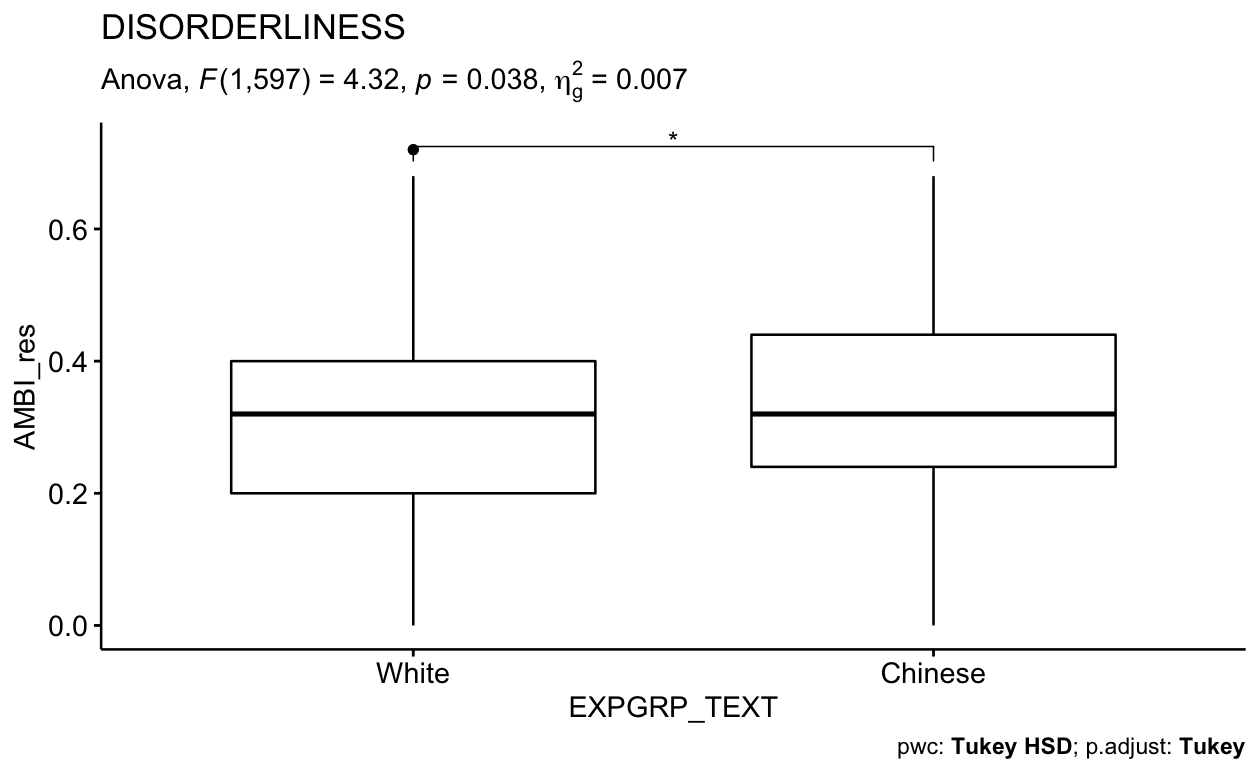 DISORDERLINESS
Anova, F(1,597) = 4.32, p = 0.038, η²g = 0.007
*
0.6
0.4
0.2
0.0
AMBI_res
White Chinese
EXPGRP_TEXT
pwc: Tukey HSD; p.adjust: Tukey